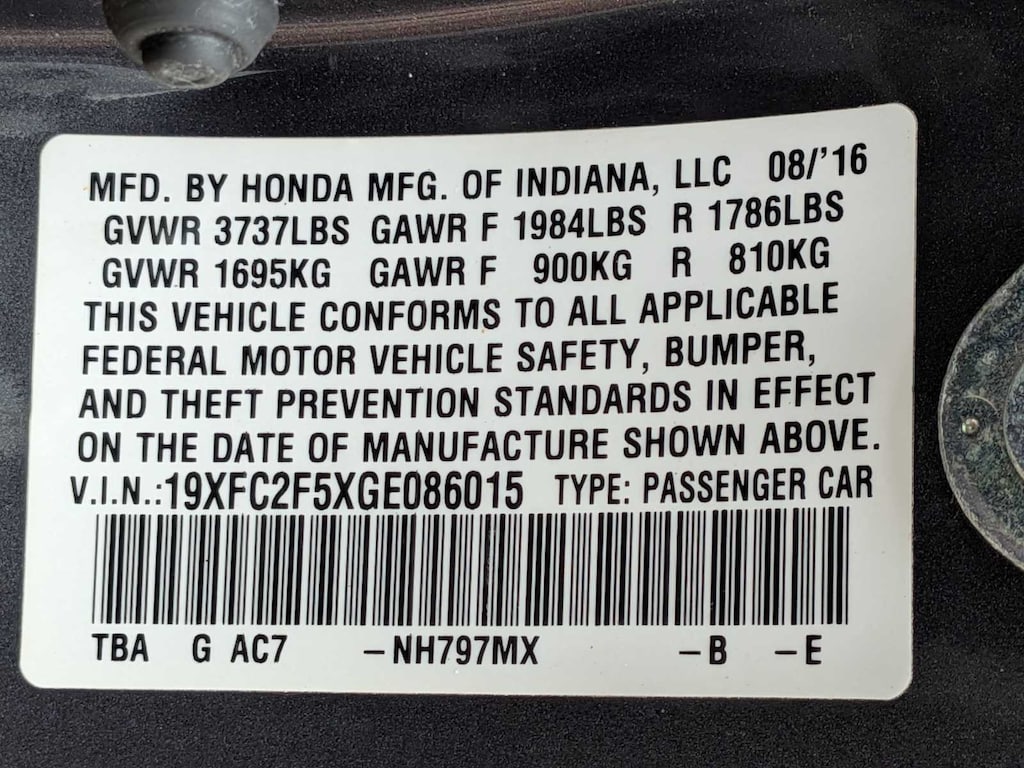 MFD. BY HONDA MFG. OF INDIANA, LLC 08/'16
GVWR 3737LBS GAWR F 1984LBS R 1786LBS
GVWR 1695KG GAWR F 900KG R 810KG
THIS VEHICLE CONFORMS TO ALL APPLICABLE
FEDERAL MOTOR VEHICLE SAFETY, BUMPER,
AND THEFT PREVENTION STANDARDS IN EFFECT
ON THE DATE OF MANUFACTURE SHOWN ABOVE.
V.I.N.:19XFC2F5XGE086015 TYPE: PASSENGER CAR
TBA G AC7 –NH797MX –B –E